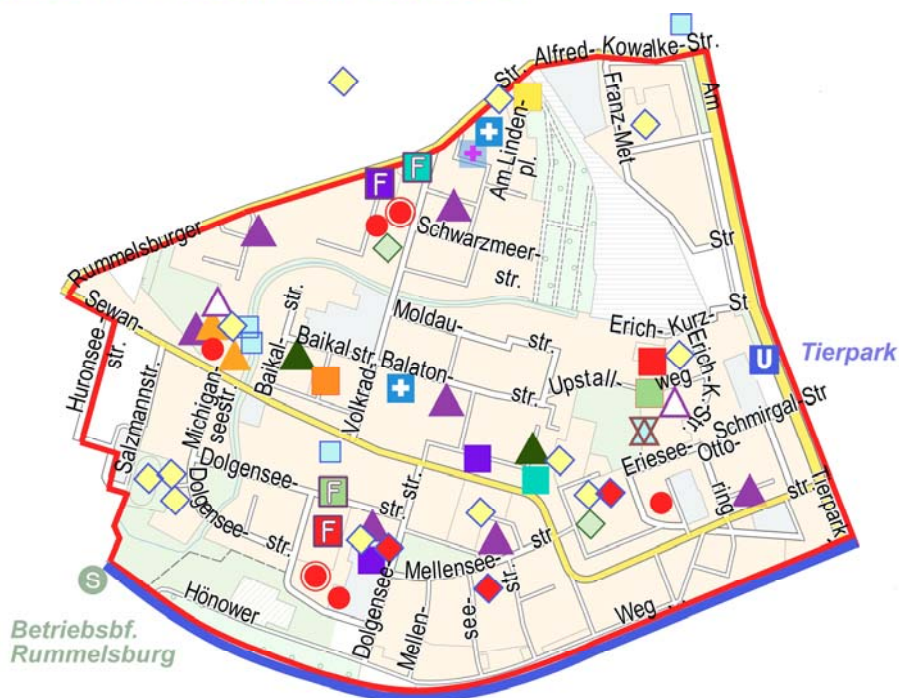 Alfred-Kowalke-Str.
Str.
Am
Franz-Met
Am Linden-
pl.
F
F
Schwarzmeer-
str.
Str
Rummelsburger
Sewan-
str.
Moldau-
str.
Erich-Kurz-
St
Erich-K
Str
Huronsee-
str.
Baikal-
Baikalstr.
Balaton-
str.
Upstall-
weg
U
Tierpark
Volkrad-
str.
Michigan-
seestr
Salzmannstr.
Schmirgal-Str
Otto-
Eriesee-
ring
Dolgensee-
str.
F
F
Dolgensee-
str.
str.
Tierpark
Mellensee-
str
S
Hönower
Weg
Dolgensee-
Mellen-
see-
str
Betriebsbf.
Rummelsburg